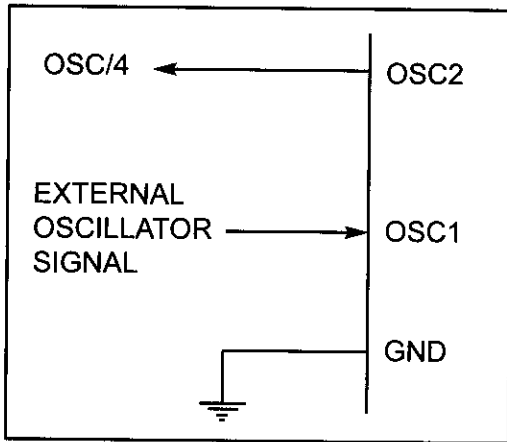 OSC/4
OSC2
EXTERNAL
OSCILLATOR
SIGNAL
OSC1
GND